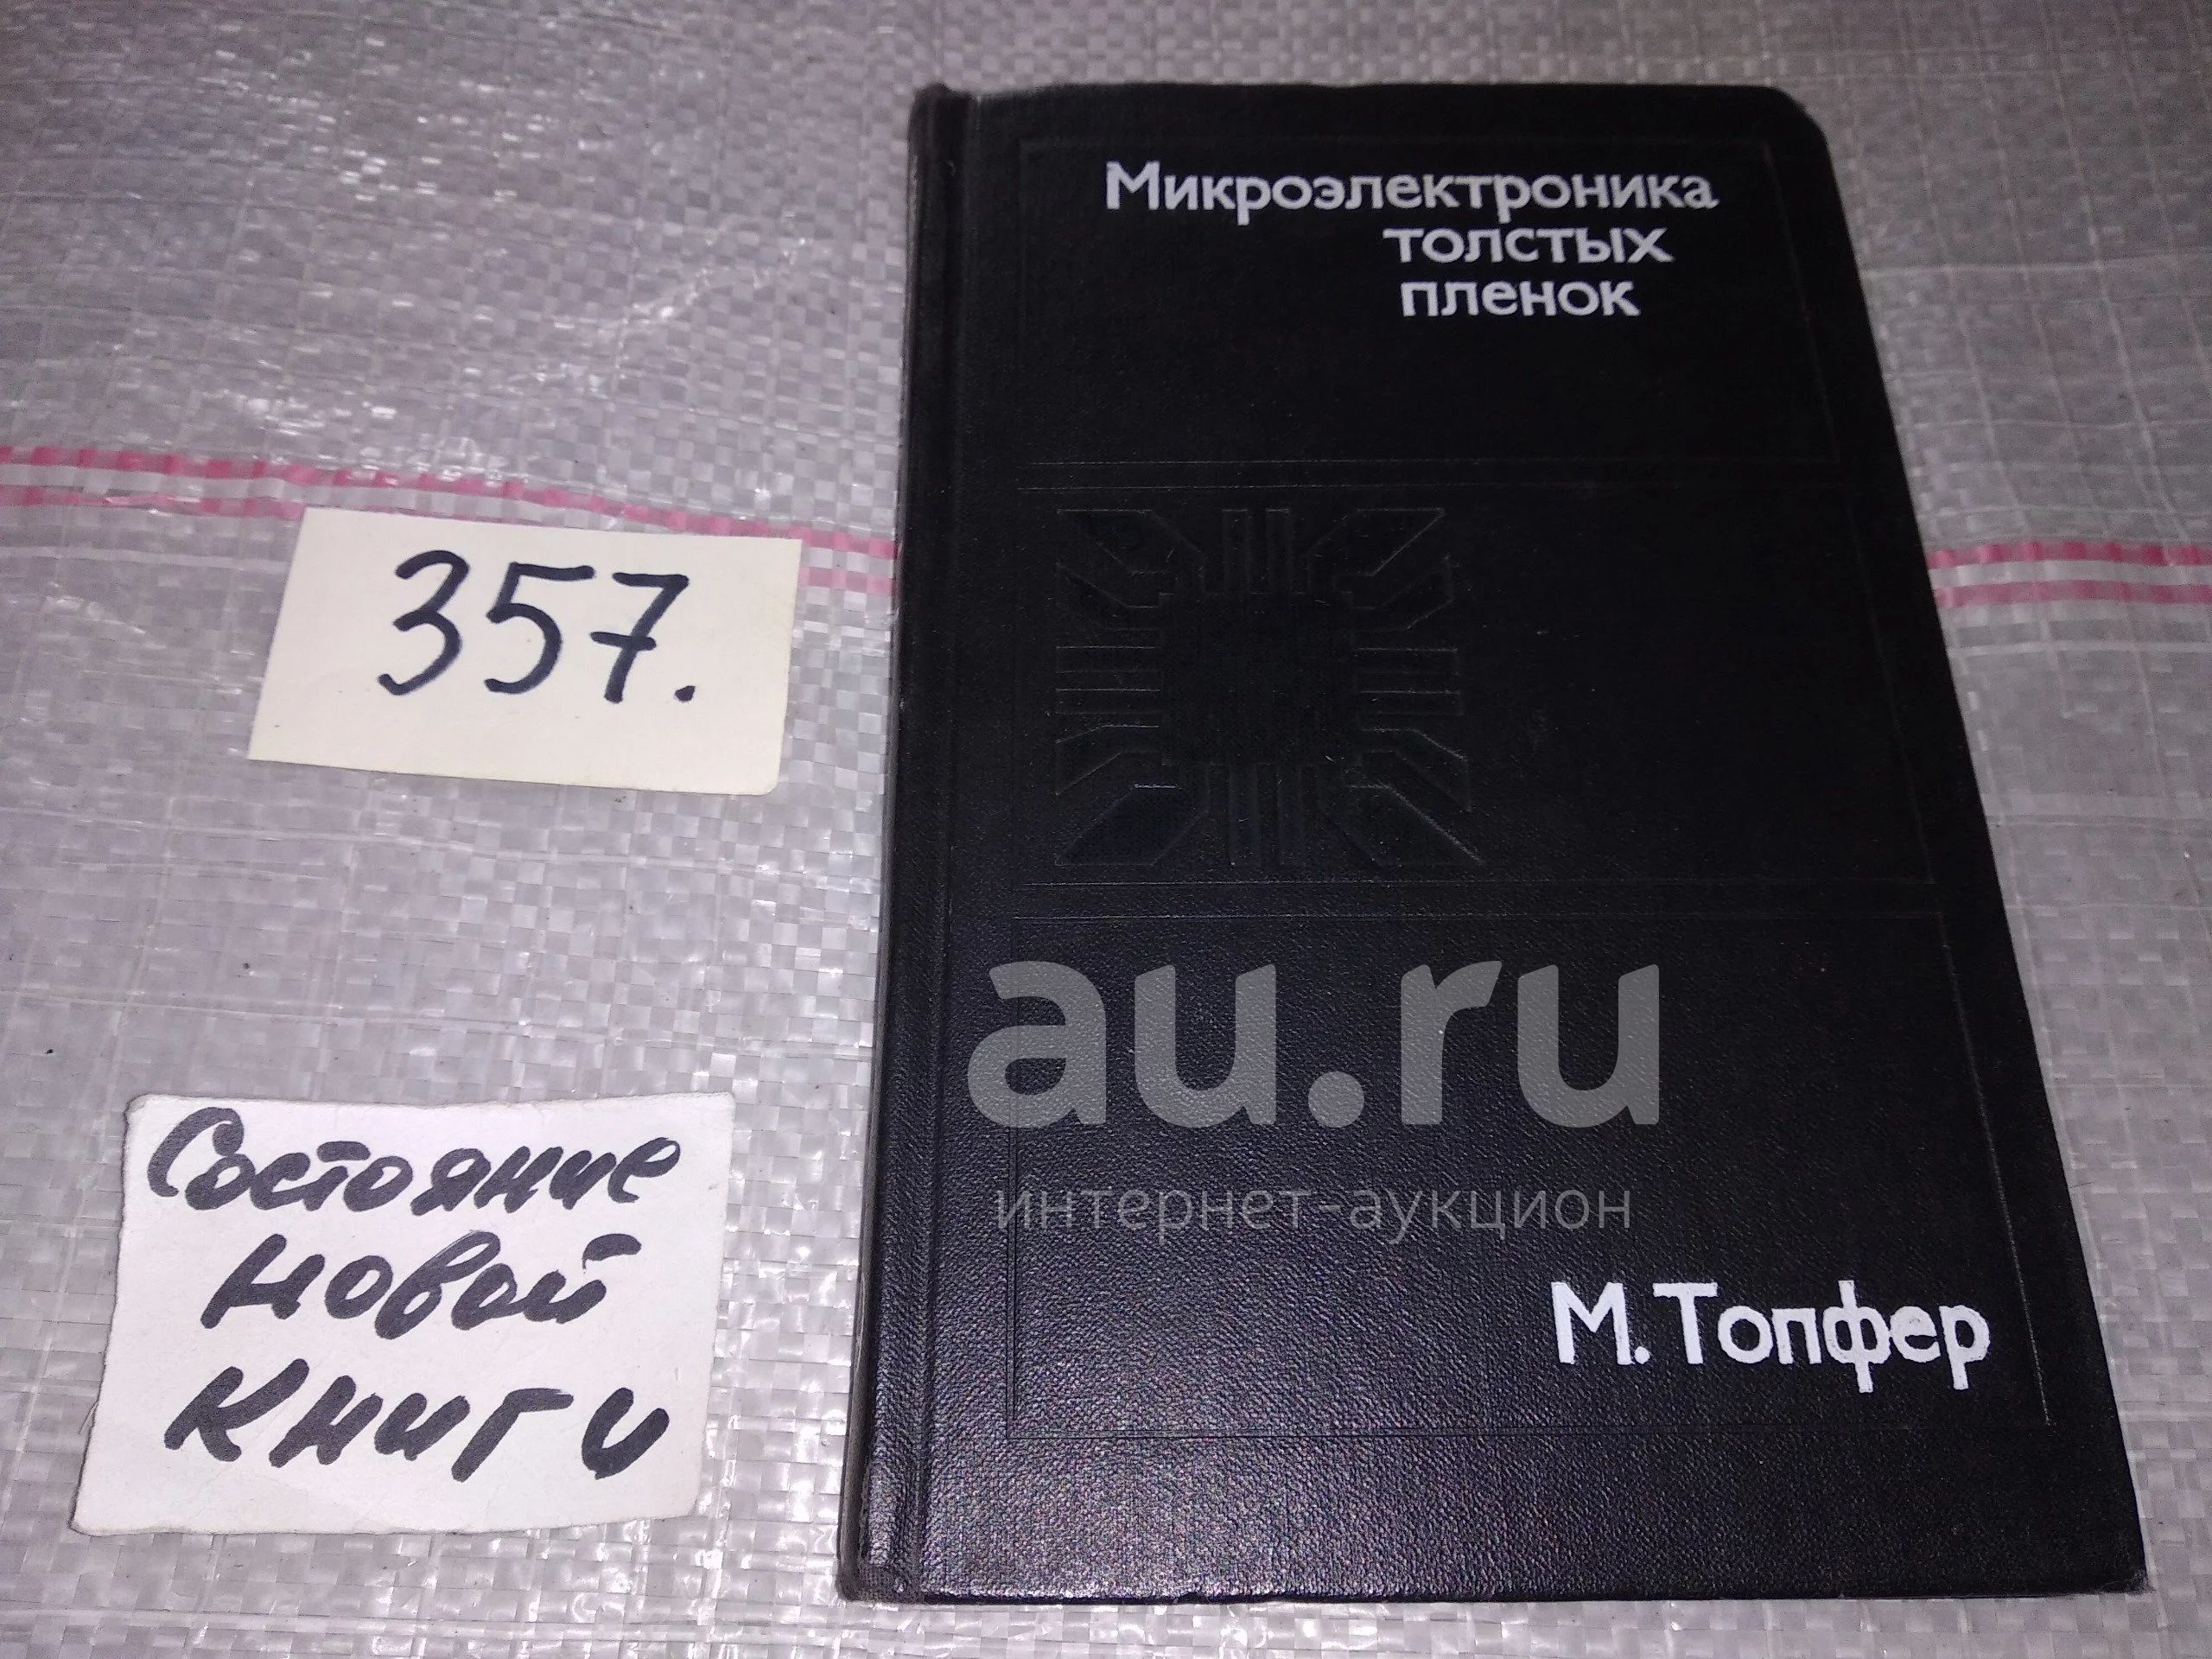 Микроэлектроника
толстых
пленок
357.
au.ru
интернет-аукцион
Состояние
новой
книги
М. Топфер